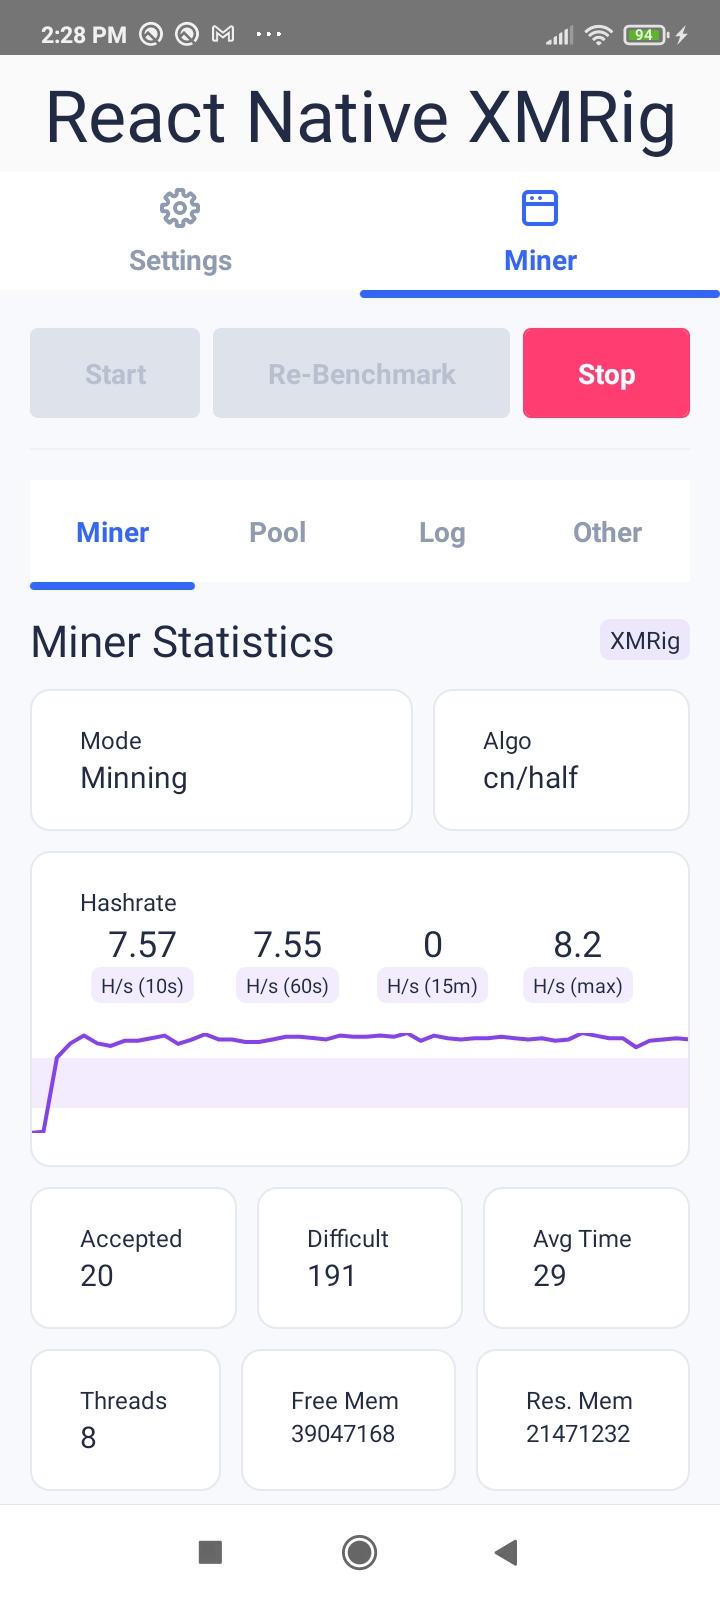 2:28 PM
94
React Native XMRig
Settings
Miner
Start
Re-Benchmark
Stop
Miner
Pool
Log
Other
Miner Statistics
XMRig
Mode
Minning
Algo
cn/half
Hashrate
7.57
7.55
0
8.2
H/s (10s)
H/s (60s)
H/s (15m)
H/s (max)
Accepted
20
Difficult
191
Avg Time
29
Threads
8
Free Mem
39047168
Res. Mem
21471232